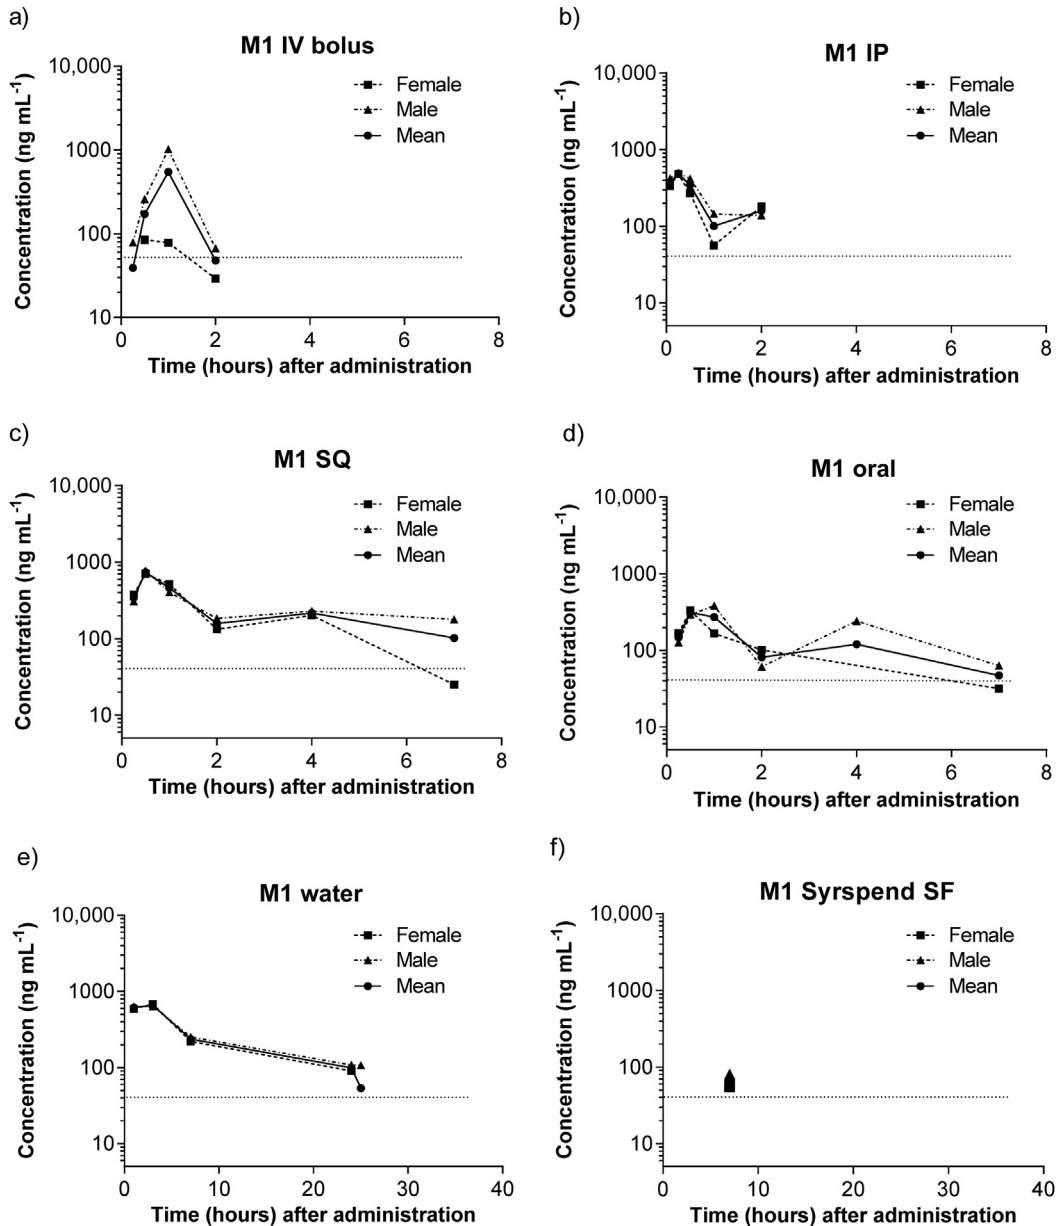 a)
M1 IV bolus
10,000
1000
100
10
Concentration (ng mL-1)
Female
Male
Mean
0 2 4 6 8
Time (hours) after administration
b)
M1 IP
10,000
1000
100
10
Concentration (ng mL-1)
Female
Male
Mean
0 2 4 6 8
Time (hours) after administration
c)
M1 SQ
10,000
1000
100
10
Concentration (ng mL-1)
Female
Male
Mean
0 2 4 6 8
Time (hours) after administration
d)
M1 oral
10,000
1000
100
10
Concentration (ng mL-1)
Female
Male
Mean
0 2 4 6 8
Time (hours) after administration
e)
M1 water
10,000
1000
100
10
Concentration (ng mL-1)
Female
Male
Mean
0 10 20 30 40
Time (hours) after administration
f)
M1 Syrspend SF
10,000
1000
100
10
Concentration (ng mL-1)
Female
Male
Mean
0 10 20 30 40
Time (hours) after administration